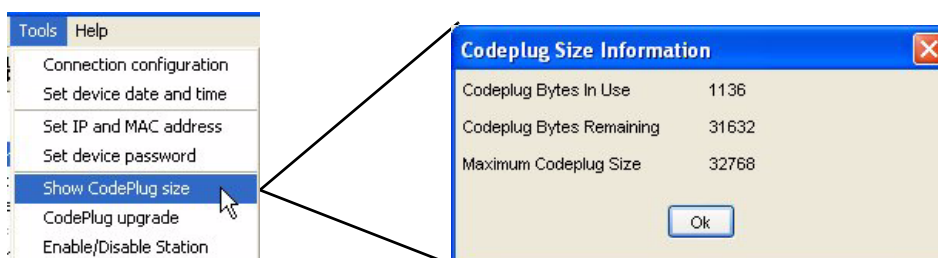 Tools Help
Connection configuration
Set device date and time
Set IP and MAC address
Set device password
Show CodePlug size
CodePlug upgrade
Enable/Disable Station
Codeplug Size Information
Codeplug Bytes In Use 1136
Codeplug Bytes Remaining 31632
Maximum Codeplug Size 32768
Ok